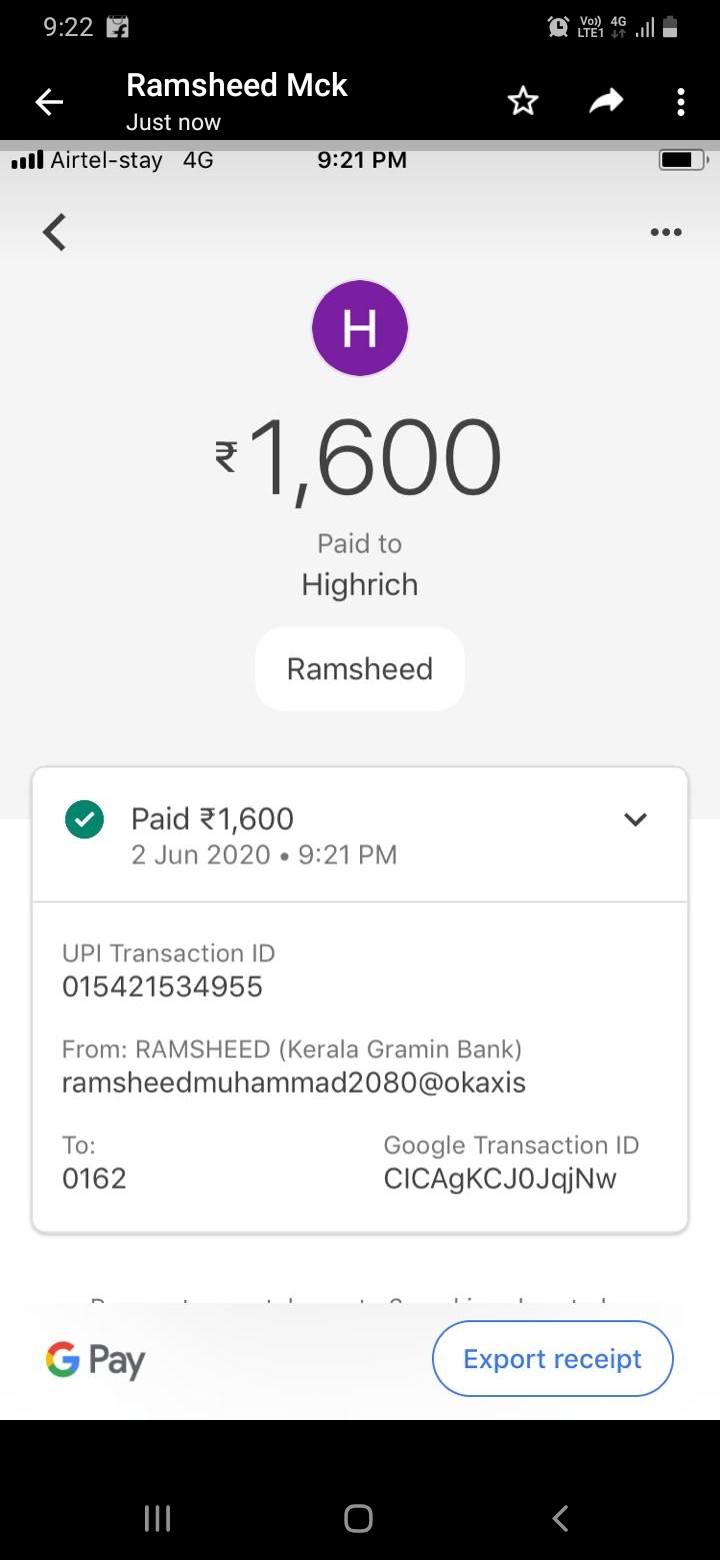 9:22
Vo)) 4G
LTE1
Ramsheed Mck
Just now
Airtel-stay 4G 9:21 PM
H
₹1,600
Paid to
Highrich
Ramsheed
Paid ₹1,600
2 Jun 2020 • 9:21 PM
UPI Transaction ID
015421534955
From: RAMSHEED (Kerala Gramin Bank)
ramsheedmuhammad2080@okaxis
To: Google Transaction ID
0162 CICAgKCJ0JqjNw
G Pay Export receipt